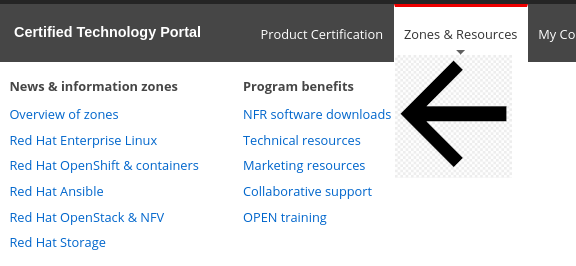 Certified Technology Portal
Product Certification
Zones & Resources
My Co
News & information zones
Overview of zones
Red Hat Enterprise Linux
Red Hat OpenShift & containers
Red Hat Ansible
Red Hat OpenStack & NFV
Red Hat Storage
Program benefits
NFR software downloads
Technical resources
Marketing resources
Collaborative support
OPEN training